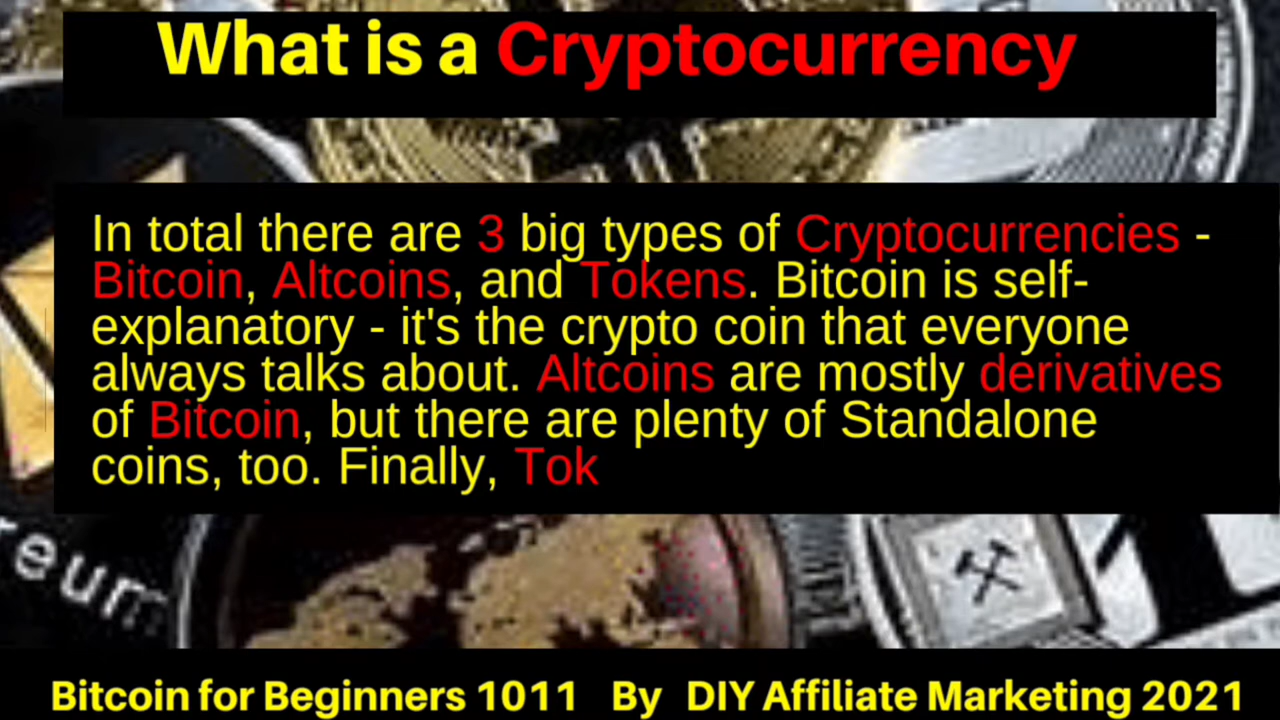 What is a Cryptocurrency
In total there are 3 big types of Cryptocurrencies -
Bitcoin, Altcoins, and Tokens. Bitcoin is self-
explanatory - it's the crypto coin that everyone
always talks about. Altcoins are mostly derivatives
of Bitcoin, but there are plenty of Standalone
coins, too. Finally, Tok
reum
Bitcoin for Beginners 1011 By DIY Affiliate Marketing 2021